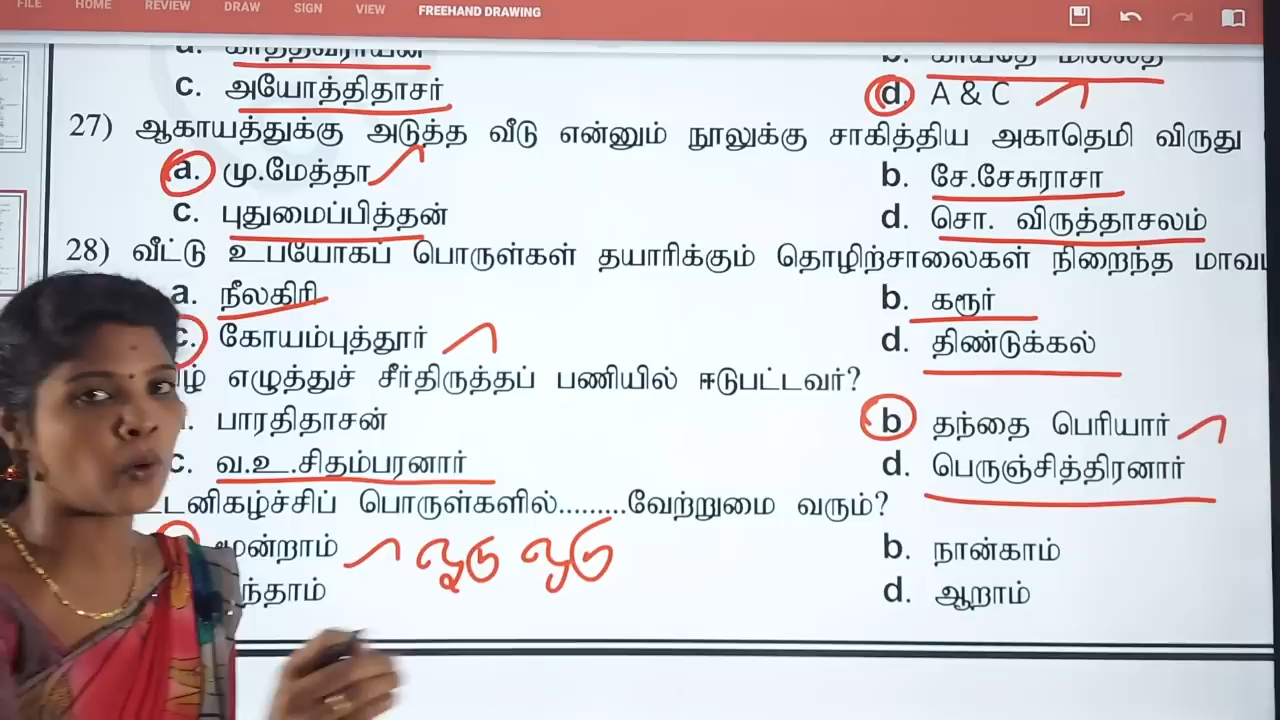 FILE HOME REVIEW DRAW SIGN VIEW FREEHAND DRAWING
c. அயோத்திதாசர் d. A & C
27) ஆகாயத்துக்கு அடுத்த வீடு என்னும் நூலுக்கு சாகித்திய அகாதெமி விருது
a. மு.மேத்தா b. சே.சேசுராசா
c. புதுமைப்பித்தன் d. சொ. விருத்தாசலம்
28) வீட்டு உபயோகப் பொருள்கள் தயாரிக்கும் தொழிற்சாலைகள் நிறைந்த
a. நீலகிரி b. கரூர்
c. கோயம்புத்தூர் d. திண்டுக்கல்
எழுத்துச் சீர்திருத்தப் பணியில் ஈடுபட்டவர்?
பாரதிதாசன் b தந்தை பெரியார்
c. வ.உ.சிதம்பரனார் d. பெருஞ்சித்திரனார்
பொருள்களில்.........வேற்றுமை வரும்?
மூன்றாம் ஒரு ஒடு b. நான்காம்
d. ஆறாம்